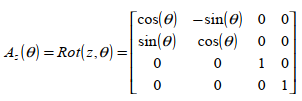 A_z(θ) = Rot(z,θ) = [cos(θ) −sin(θ) 0 0
sin(θ) cos(θ) 0 0
0 0 1 0
0 0 0 1]